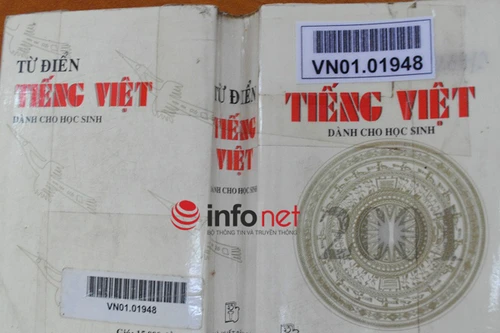 TỪ ĐIỂN
TIẾNG VIỆT
DÀNH CHO HỌC SINH
VN01.01948
TỪ ĐIỂN
TIẾNG
VIỆT
DÀNH CHO HỌC SINH
VN01.01948
TIẾNG VIỆT
DÀNH CHO HỌC SINH
2001
infonet
BỘ THÔNG TIN VÀ TRUYỀN THÔNG